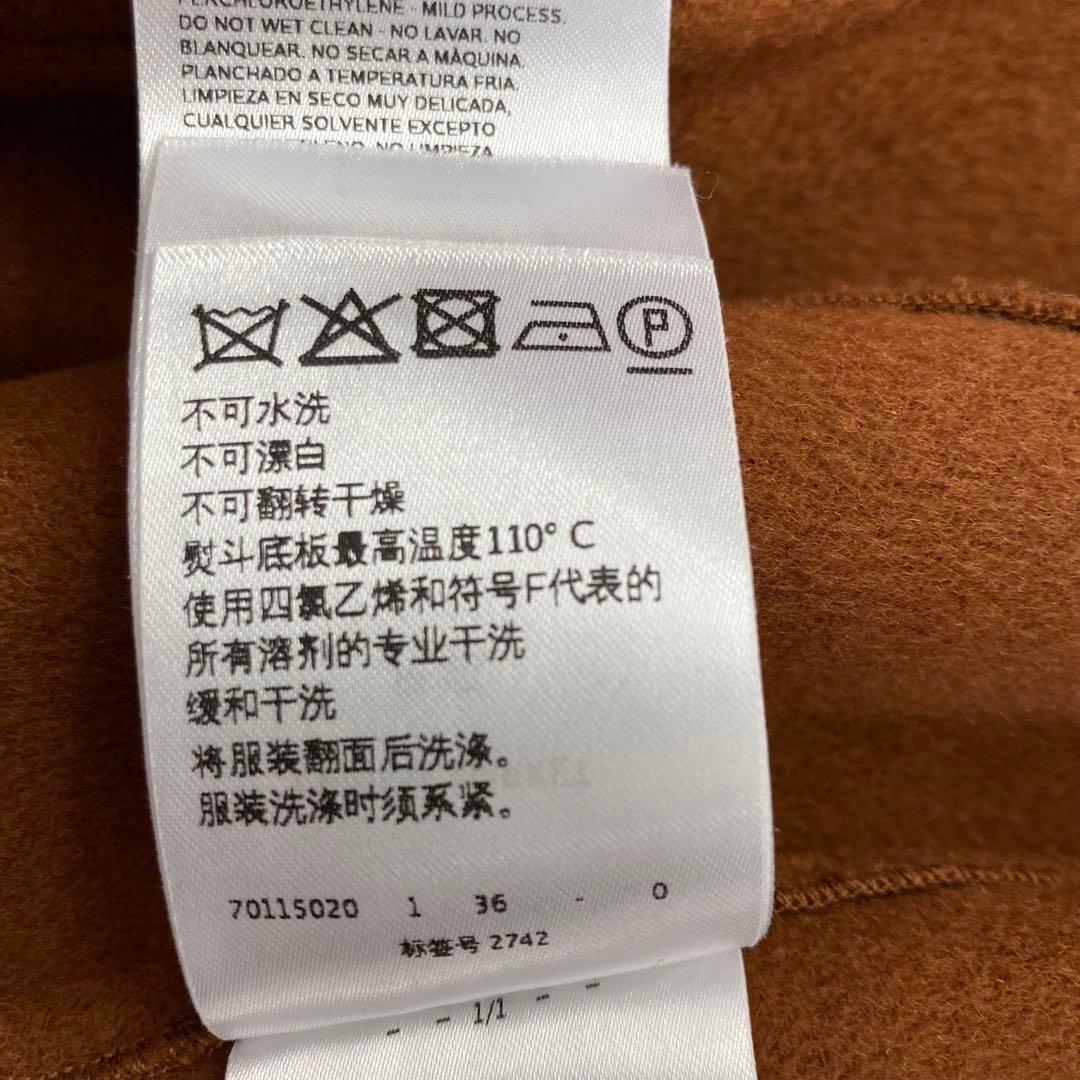 PERCHLOROETHYLENE - MILD PROCESS.
DO NOT WET CLEAN - NO LAVAR. NO
BLANQUEAR. NO SECAR A MÀQUINA.
PLANCHADO A TEMPERATURA FRIA.
LIMPIEZA EN SECO MUY DELICADA,
CUALQUIER SOLVENTE EXCEPTO
NO LIMPIEZA
P
不可水洗
不可漂白
不可翻转干燥
熨斗底板最高温度110° C
使用四氯乙烯和符号F代表的
所有溶剂的专业干洗
缓和干洗
将服装翻面后洗涤。
服装洗涤时须系紧。
70115020 1 36 - 0
标签号 2742
1/1